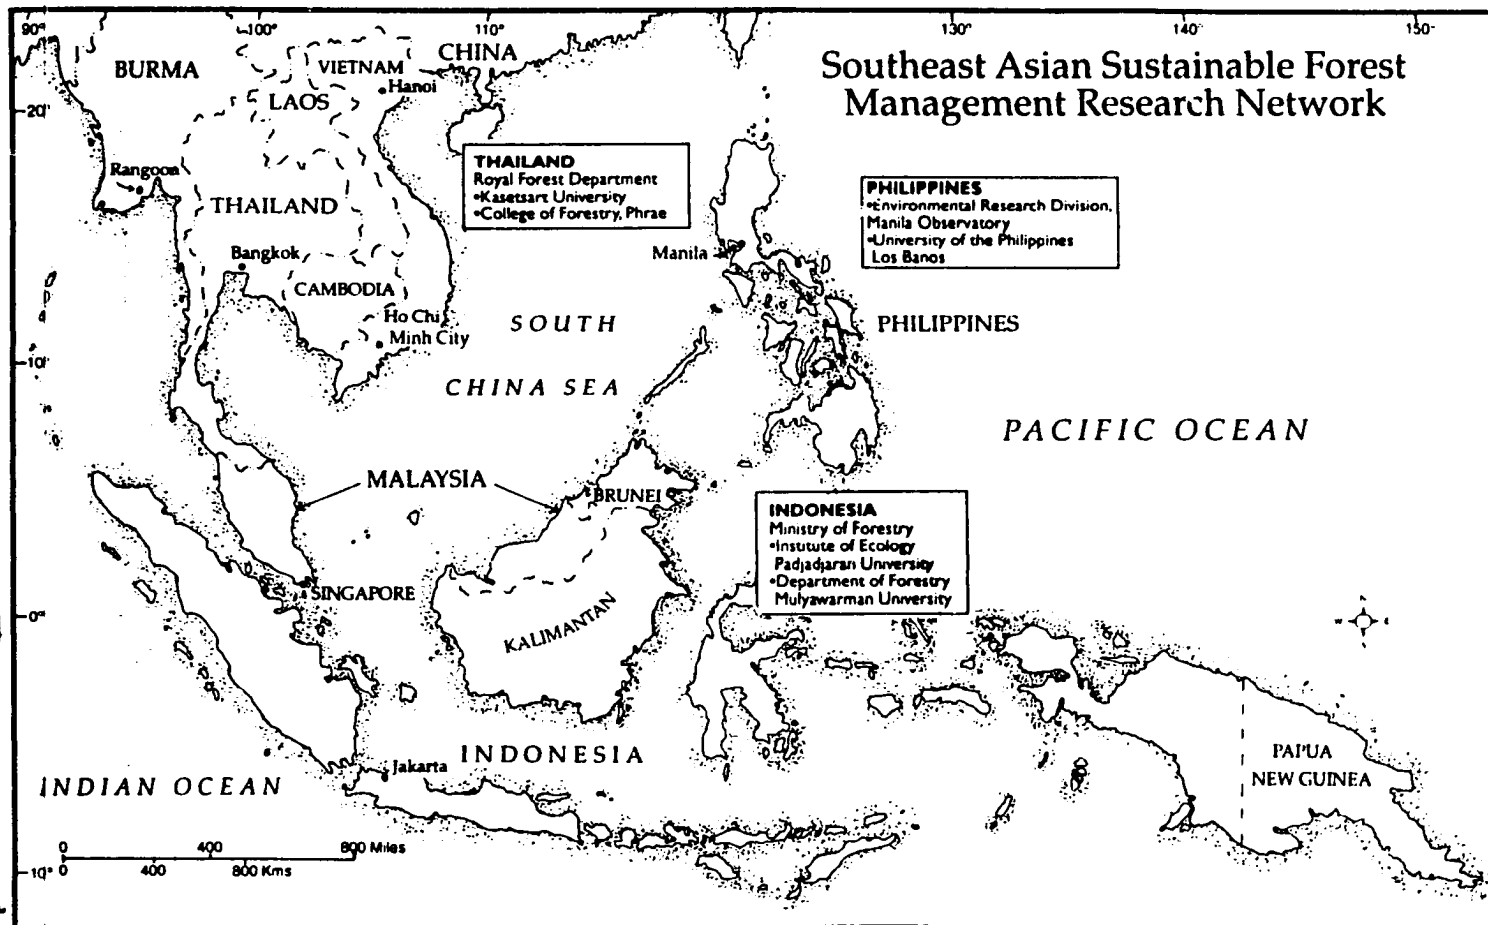 90°
100°
110°
130°
140°
150°
Southeast Asian Sustainable Forest
Management Research Network
CHINA
BURMA
VIETNAM
Hanoi
LAOS
20°
THAILAND
Royal Forest Department
•Kasetsart University
•College of Forestry, Phrae
Rangoon
THAILAND
PHILIPPINES
•Environmental Research Division,
Manila Observatory
•University of the Philippines
Los Banos
Manila
Bangkok
CAMBODIA
Ho Chi
Minh City
SOUTH
CHINA SEA
PHILIPPINES
10°
PACIFIC OCEAN
MALAYSIA
BRUNEI
INDONESIA
Ministry of Forestry
•Institute of Ecology
Padjadjaran University
•Department of Forestry
Mulyawarman University
SINGAPORE
KALIMANTAN
0°
N
W E
INDONESIA
Jakarta
INDIAN OCEAN
PAPUA
NEW GUINEA
0 400 800 Miles
0 400 800 Kms
10°